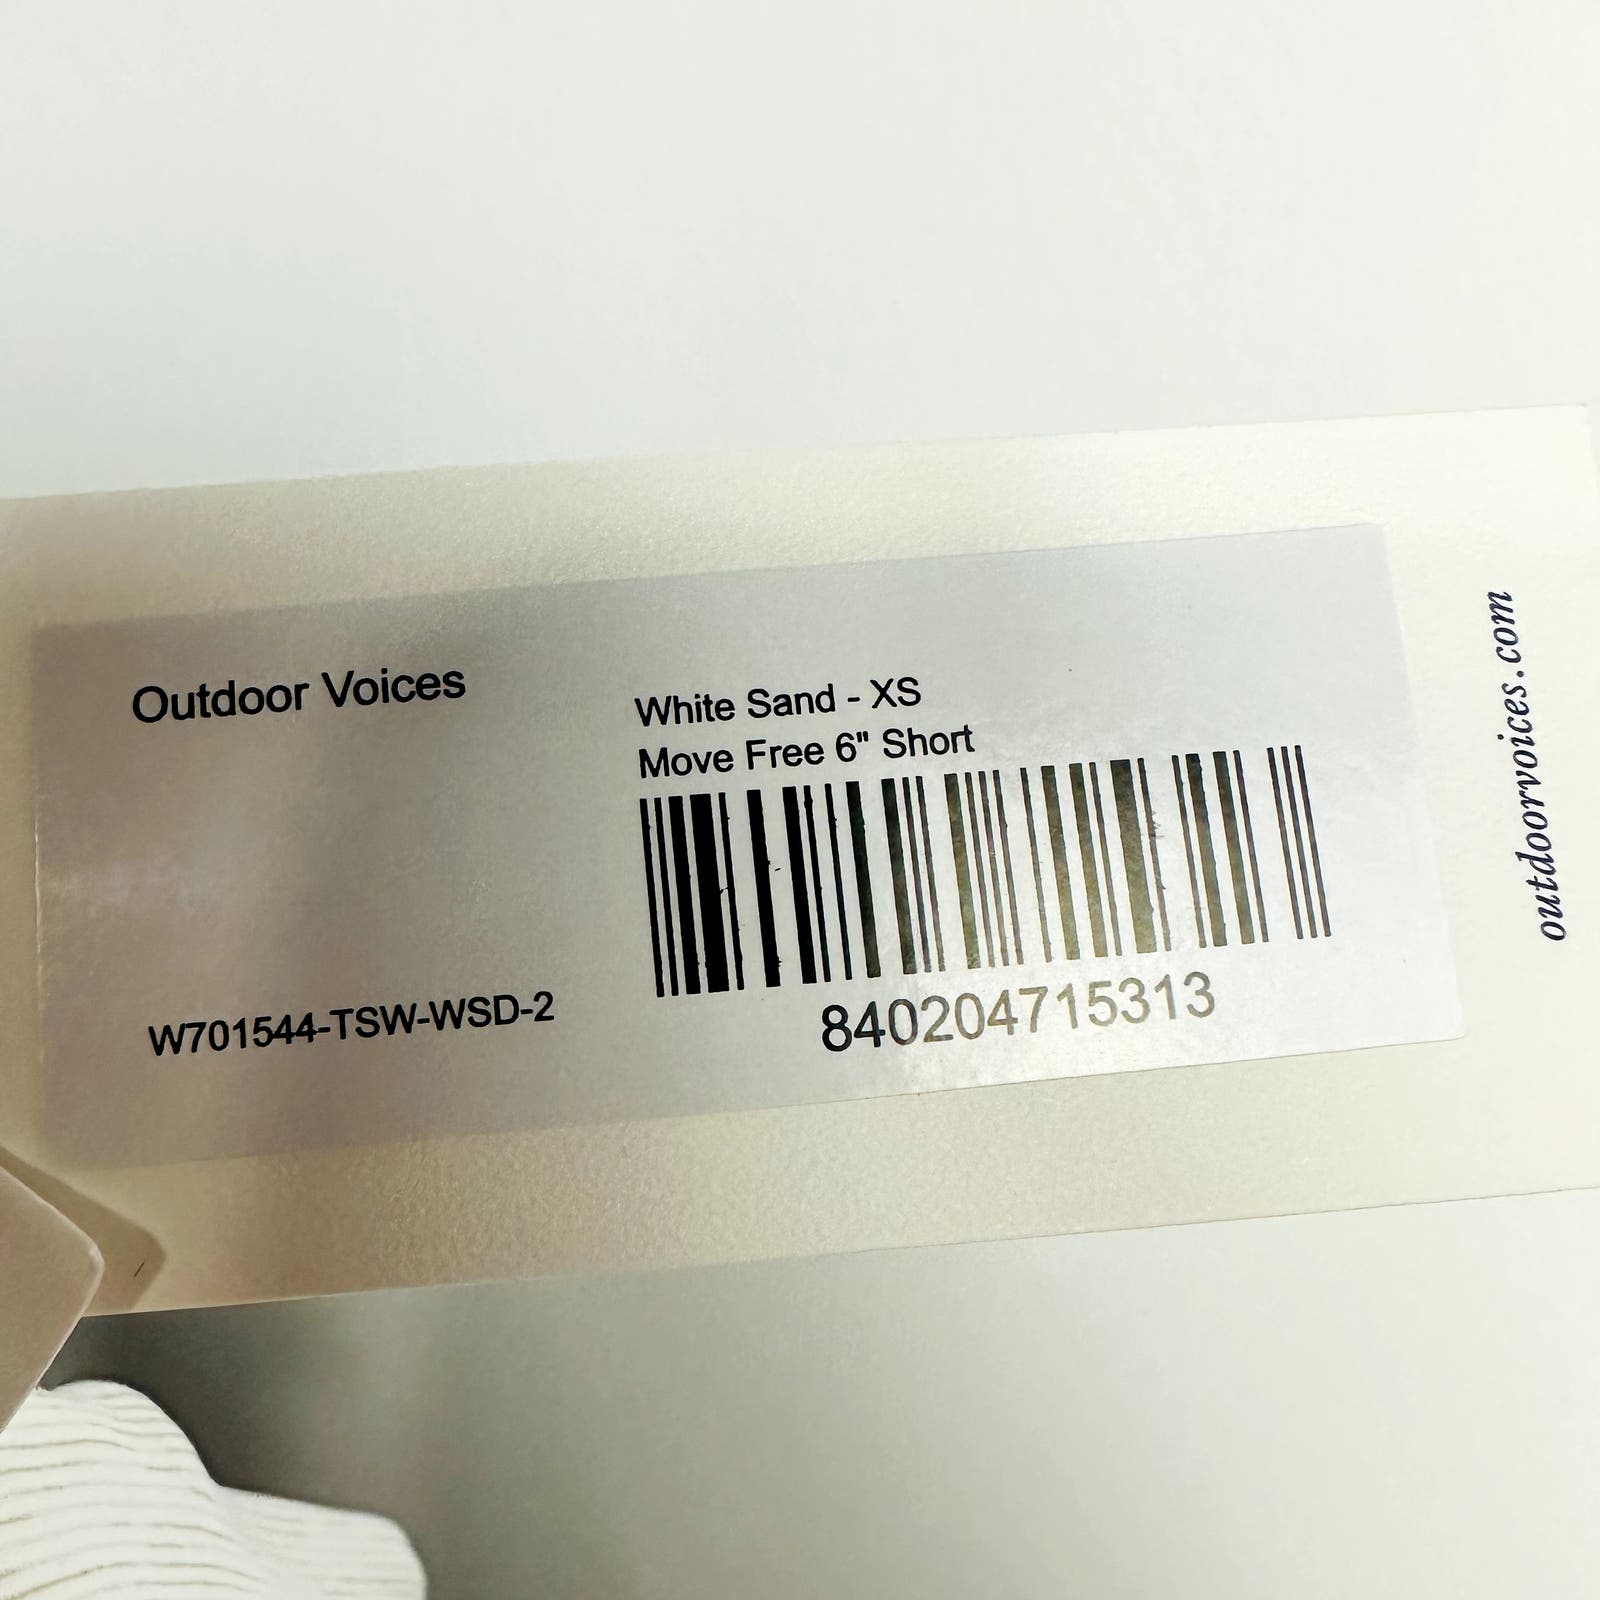 Outdoor Voices
White Sand - XS
Move Free 6" Short
W701544-TSW-WSD-2
840204715313
outdoorvoices.com